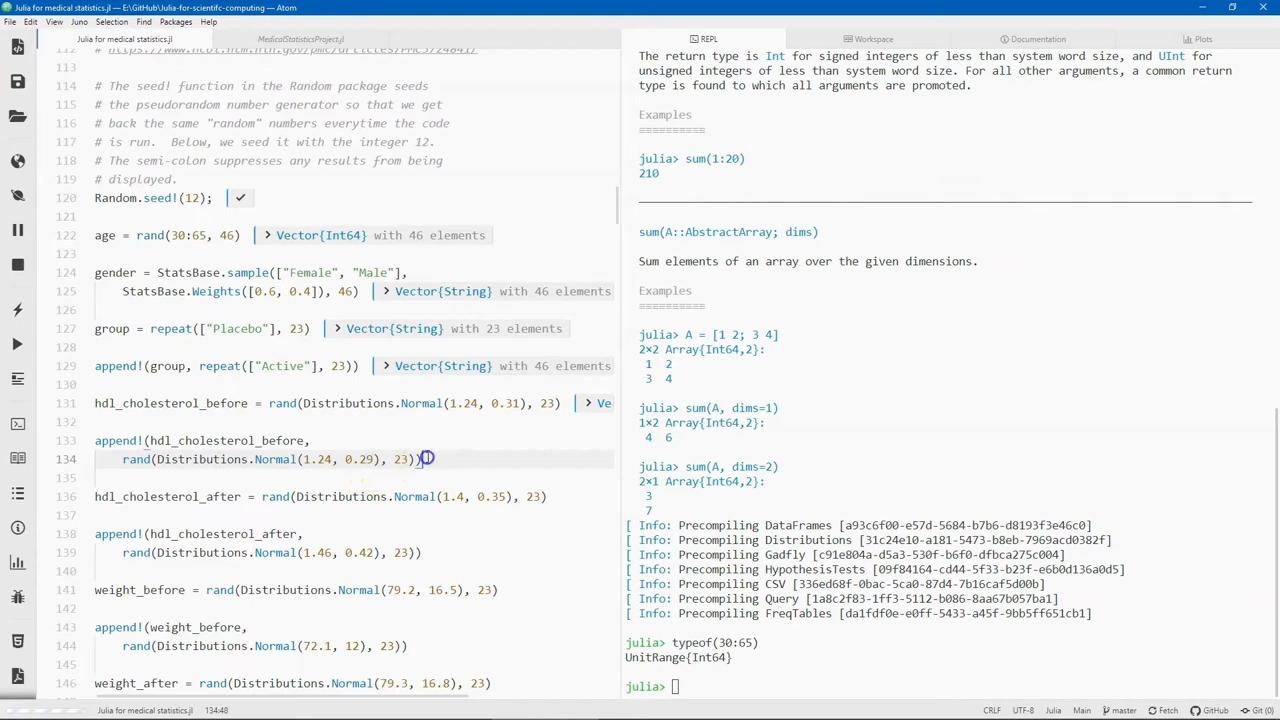 Julia for medical statistics.jl — E:\GitHub\Julia-for-scientifc-computing — Atom
File Edit View Juno Selection Find Packages Help
Julia for medical statistics.jl
MedicalStatisticsProject.jl
REPL
Workspace
Documentation
Plots
113
114 # The seed! function in the Random package seeds
115 # the pseudorandom number generator so that we get
116 # back the same "random" numbers everytime the code
117 # is run. Below, we seed it with the integer 12.
118 # The semi-colon suppresses any results from being
119 # displayed.
120 Random.seed!(12); ✓
121
122 age = rand(30:65, 46) > Vector{Int64} with 46 elements
123
124 gender = StatsBase.sample(["Female", "Male"],
125 StatsBase.Weights([0.6, 0.4]), 46) > Vector{String} with 46 elements
126
127 group = repeat(["Placebo"], 23) > Vector{String} with 23 elements
128
129 append!(group, repeat(["Active"], 23)) > Vector{String} with 46 elements
130
131 hdl_cholesterol_before = rand(Distributions.Normal(1.24, 0.31), 23) > Ve
132
133 append!(hdl_cholesterol_before,
134 rand(Distributions.Normal(1.24, 0.29), 23))
135
136 hdl_cholesterol_after = rand(Distributions.Normal(1.4, 0.35), 23)
137
138 append!(hdl_cholesterol_after,
139 rand(Distributions.Normal(1.46, 0.42), 23))
140
141 weight_before = rand(Distributions.Normal(79.2, 16.5), 23)
142
143 append!(weight_before,
144 rand(Distributions.Normal(72.1, 12), 23))
145
146 weight_after = rand(Distributions.Normal(79.3, 16.8), 23)
The return type is Int for signed integers of less than system word size, and UInt for
unsigned integers of less than system word size. For all other arguments, a common return
type is found to which all arguments are promoted.
Examples
==========
julia> sum(1:20)
210
sum(A::AbstractArray; dims)
Sum elements of an array over the given dimensions.
Examples
==========
julia> A = [1 2; 3 4]
2×2 Array{Int64,2}:
1 2
3 4
julia> sum(A, dims=1)
1×2 Array{Int64,2}:
4 6
julia> sum(A, dims=2)
2×1 Array{Int64,2}:
3
7
[ Info: Precompiling DataFrames [a93c6f00-e57d-5684-b7b6-d8193f3e46c0]
[ Info: Precompiling Distributions [31c24e10-a181-5473-b8eb-7969acd0382f]
[ Info: Precompiling Gadfly [c91e804a-d5a3-530f-b6f0-dfbca275c004]
[ Info: Precompiling HypothesisTests [09f84164-cd44-5f33-b23f-e6b0d136a0d5]
[ Info: Precompiling CSV [336ed68f-0bac-5ca0-87d4-7b16caf5d00b]
[ Info: Precompiling Query [1a8c2f83-1ff3-5112-b086-8aa67b057ba1]
[ Info: Precompiling FreqTables [da1fdf0e-e0ff-5433-a45f-9bb5ff651cb1]
julia> typeof(30:65)
UnitRange{Int64}
julia>
Julia for medical statistics.jl 134:48
CRLF UTF-8 Julia Main master Fetch GitHub Git (0)